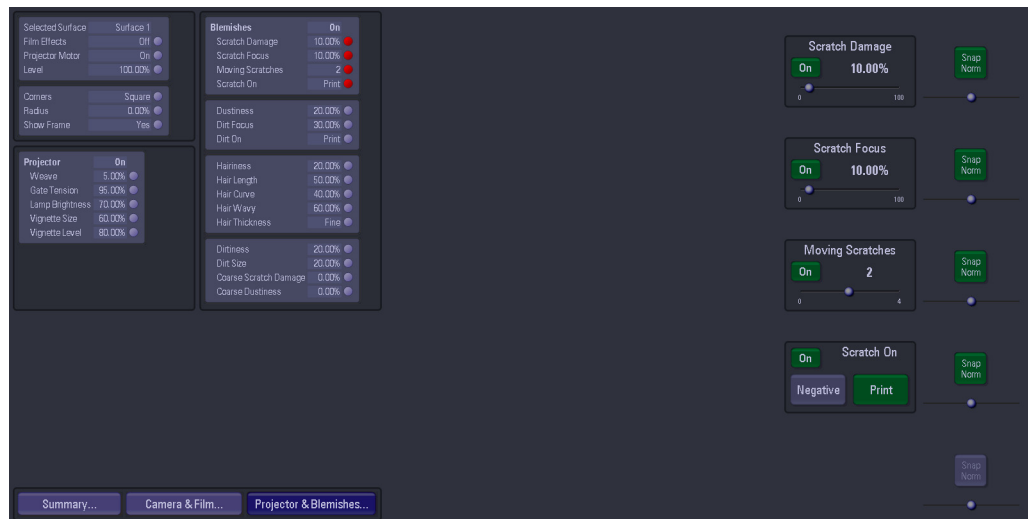 Selected Surface Surface 1
Film Effects Off
Projector Motor On
Level 100.00%
Corners Square
Radius 0.00%
Show Frame Yes
Projector On
Weave 5.00%
Gate Tension 95.00%
Lamp Brightness 70.00%
Vignette Size 60.00%
Vignette Level 80.00%
Blemishes On
Scratch Damage 10.00%
Scratch Focus 10.00%
Moving Scratches 2
Scratch On Print
Dustiness 20.00%
Dirt Focus 30.00%
Dirt On Print
Hairiness 20.00%
Hair Length 50.00%
Hair Curve 40.00%
Hair Wavy 60.00%
Hair Thickness Fine
Dirtiness 20.00%
Dirt Size 20.00%
Coarse Scratch Damage 0.00%
Coarse Dustiness 0.00%
Scratch Damage
On 10.00%
0 100
Snap
Norm
Scratch Focus
On 10.00%
0 100
Snap
Norm
Moving Scratches
On 2
0 4
Snap
Norm
On Scratch On
Negative Print
Snap
Norm
Snap
Norm
Summary... Camera & Film... Projector & Blemishes...